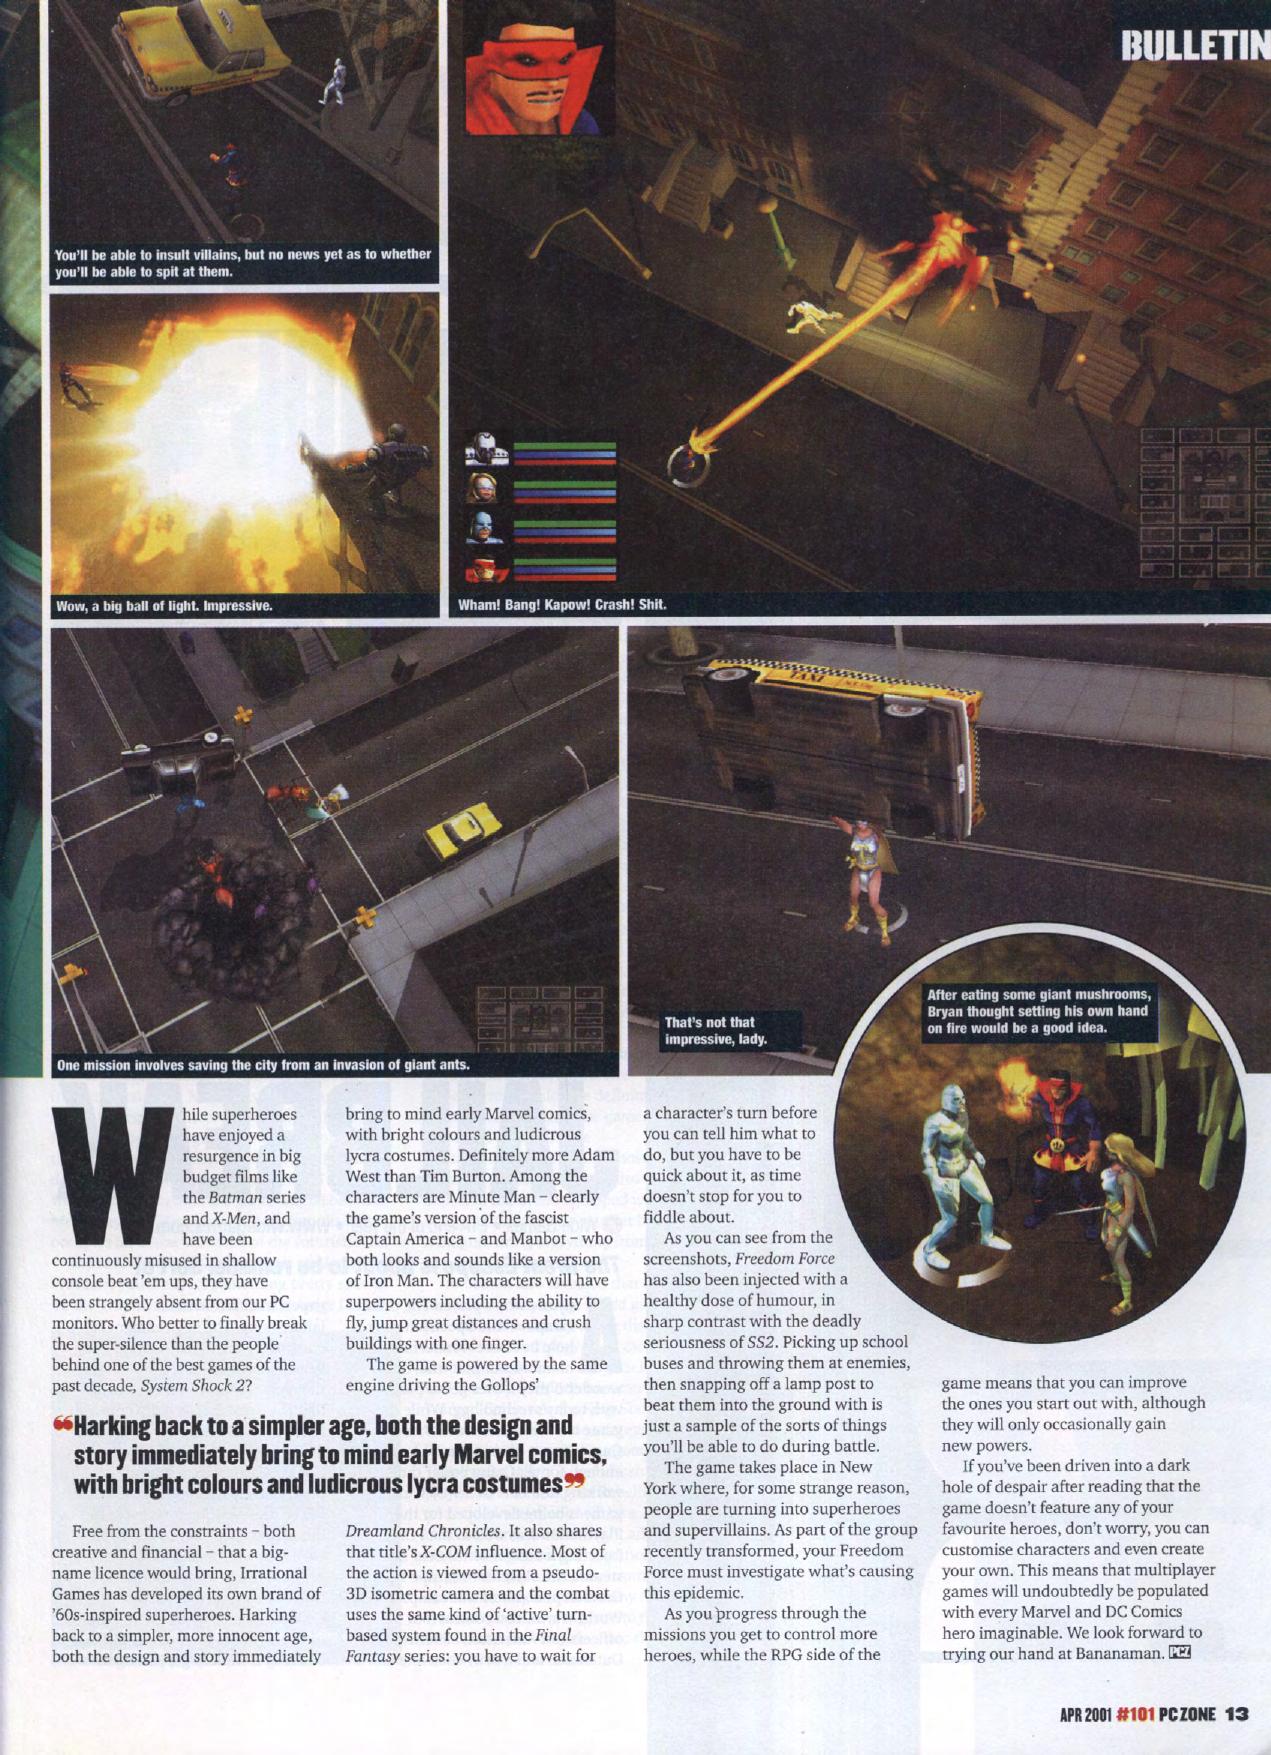 BULLETIN
You'll be able to insult villains, but no news yet as to whether
you'll be able to spit at them.
Wow, a big ball of light. Impressive.
Wham! Bang! Kapow! Crash! Shit.
TAXI
One mission involves saving the city from an invasion of giant ants.
That's not that
impressive, lady.
After eating some giant mushrooms,
Bryan thought setting his own hand
on fire would be a good idea.
While superheroes
have enjoyed a
resurgence in big
budget films like
the Batman series
and X-Men, and
have been
continuously misused in shallow
console beat 'em ups, they have
been strangely absent from our PC
monitors. Who better to finally break
the super-silence than the people
behind one of the best games of the
past decade, System Shock 2?
“Harking back to a simpler age, both the design and
story immediately bring to mind early Marvel comics,
with bright colours and ludicrous lycra costumes”
Free from the constraints – both
creative and financial – that a big-
name licence would bring, Irrational
Games has developed its own brand of
'60s-inspired superheroes. Harking
back to a simpler, more innocent age,
both the design and story immediately
bring to mind early Marvel comics,
with bright colours and ludicrous
lycra costumes. Definitely more Adam
West than Tim Burton. Among the
characters are Minute Man – clearly
the game's version of the fascist
Captain America – and Manbot – who
both looks and sounds like a version
of Iron Man. The characters will have
superpowers including the ability to
fly, jump great distances and crush
buildings with one finger.
The game is powered by the same
engine driving the Gollops'
Dreamland Chronicles. It also shares
that title's X-COM influence. Most of
the action is viewed from a pseudo-
3D isometric camera and the combat
uses the same kind of 'active' turn-
based system found in the Final
Fantasy series: you have to wait for
a character's turn before
you can tell him what to
do, but you have to be
quick about it, as time
doesn't stop for you to
fiddle about.
As you can see from the
screenshots, Freedom Force
has also been injected with a
healthy dose of humour, in
sharp contrast with the deadly
seriousness of SS2. Picking up school
buses and throwing them at enemies,
then snapping off a lamp post to
beat them into the ground with is
just a sample of the sorts of things
you'll be able to do during battle.
The game takes place in New
York where, for some strange reason,
people are turning into superheroes
and supervillains. As part of the group
recently transformed, your Freedom
Force must investigate what's causing
this epidemic.
As you progress through the
missions you get to control more
heroes, while the RPG side of the
game means that you can improve
the ones you start out with, although
they will only occasionally gain
new powers.
If you've been driven into a dark
hole of despair after reading that the
game doesn't feature any of your
favourite heroes, don't worry, you can
customise characters and even create
your own. This means that multiplayer
games will undoubtedly be populated
with every Marvel and DC Comics
hero imaginable. We look forward to
trying our hand at Bananaman. PCZ
APR 2001 #101 PC ZONE 13